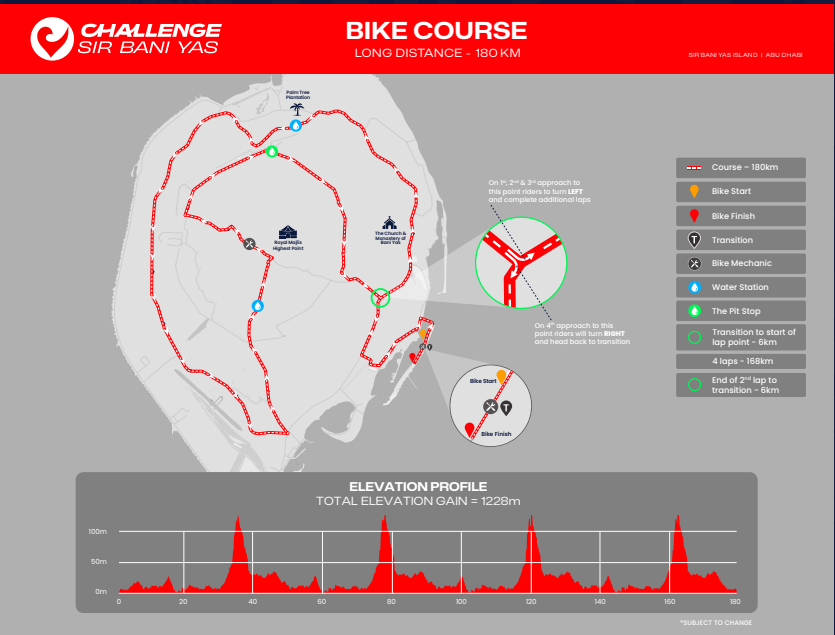 CHALLENGE
SIR BANI YAS
BIKE COURSE
LONG DISTANCE - 180 KM
SIR BANI YAS ISLAND | ABU DHABI
Palm Tree
Plantation
Royal Majlis
Highest Point
The Church &
Monastery of
Bani Yas
On 1st, 2nd & 3rd approach to
this point riders to turn LEFT
and complete additional laps
On 4th approach to this
point riders will turn RIGHT
and head back to transition
T
Bike Start
T
Bike Finish
Course – 180km
Bike Start
Bike Finish
T Transition
Bike Mechanic
Water Station
The Pit Stop
Transition to start of
lap point - 6km
4 laps - 168km
End of 2nd lap to
transition - 6km
ELEVATION PROFILE
TOTAL ELEVATION GAIN = 1228m
100m
50m
0m
0 20 40 60 80 100 120 140 160 180
*SUBJECT TO CHANGE